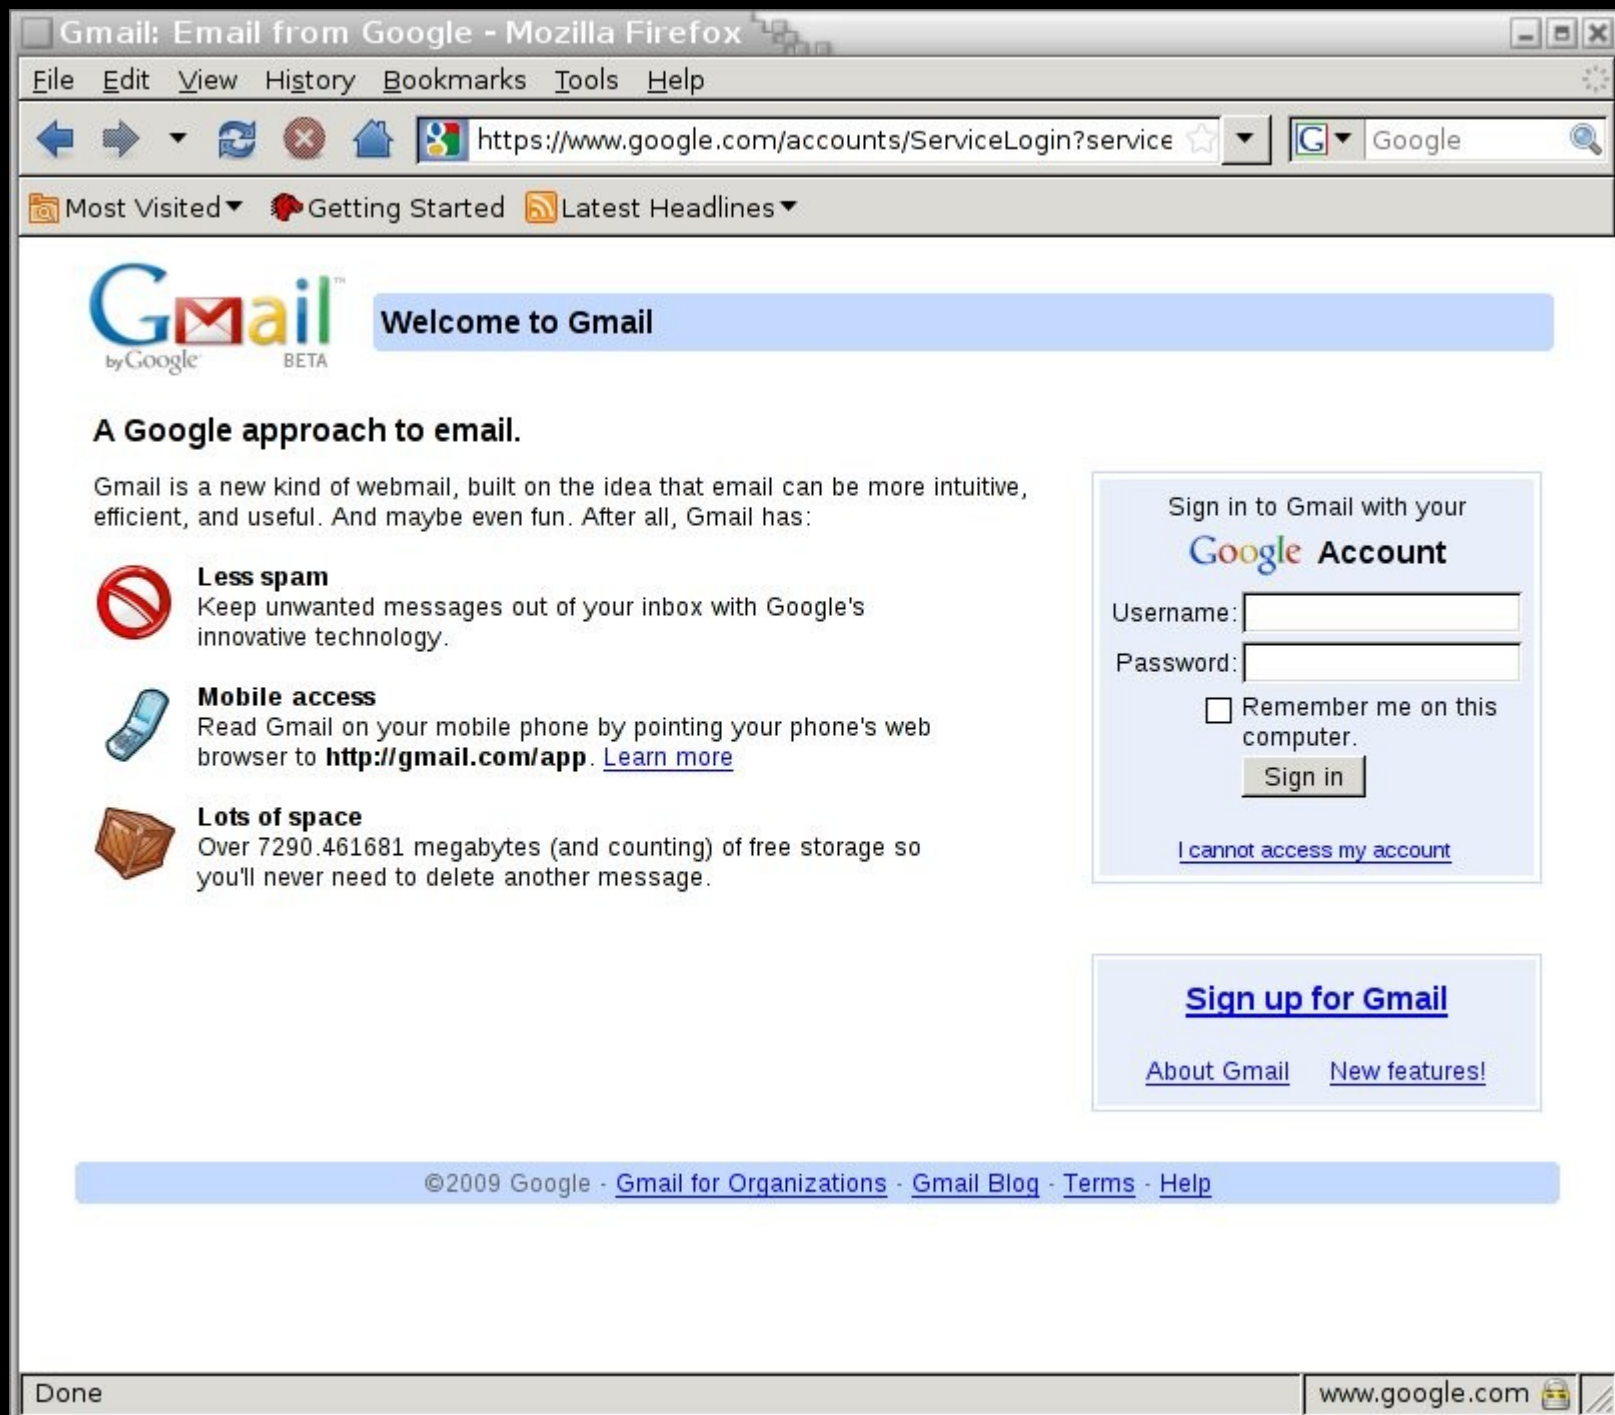 Gmail: Email from Google - Mozilla Firefox
File Edit View History Bookmarks Tools Help
https://www.google.com/accounts/ServiceLogin?service G Google
Most Visited Getting Started Latest Headlines
Gmail™
by Google BETA
Welcome to Gmail
A Google approach to email.
Gmail is a new kind of webmail, built on the idea that email can be more intuitive,
efficient, and useful. And maybe even fun. After all, Gmail has:
Less spam
Keep unwanted messages out of your inbox with Google's
innovative technology.
Mobile access
Read Gmail on your mobile phone by pointing your phone's web
browser to http://gmail.com/app. Learn more
Lots of space
Over 7290.461681 megabytes (and counting) of free storage so
you'll never need to delete another message.
Sign in to Gmail with your
Google Account
Username:
Password:
Remember me on this
computer.
Sign in
I cannot access my account
Sign up for Gmail
About Gmail New features!
©2009 Google - Gmail for Organizations - Gmail Blog - Terms - Help
Done www.google.com